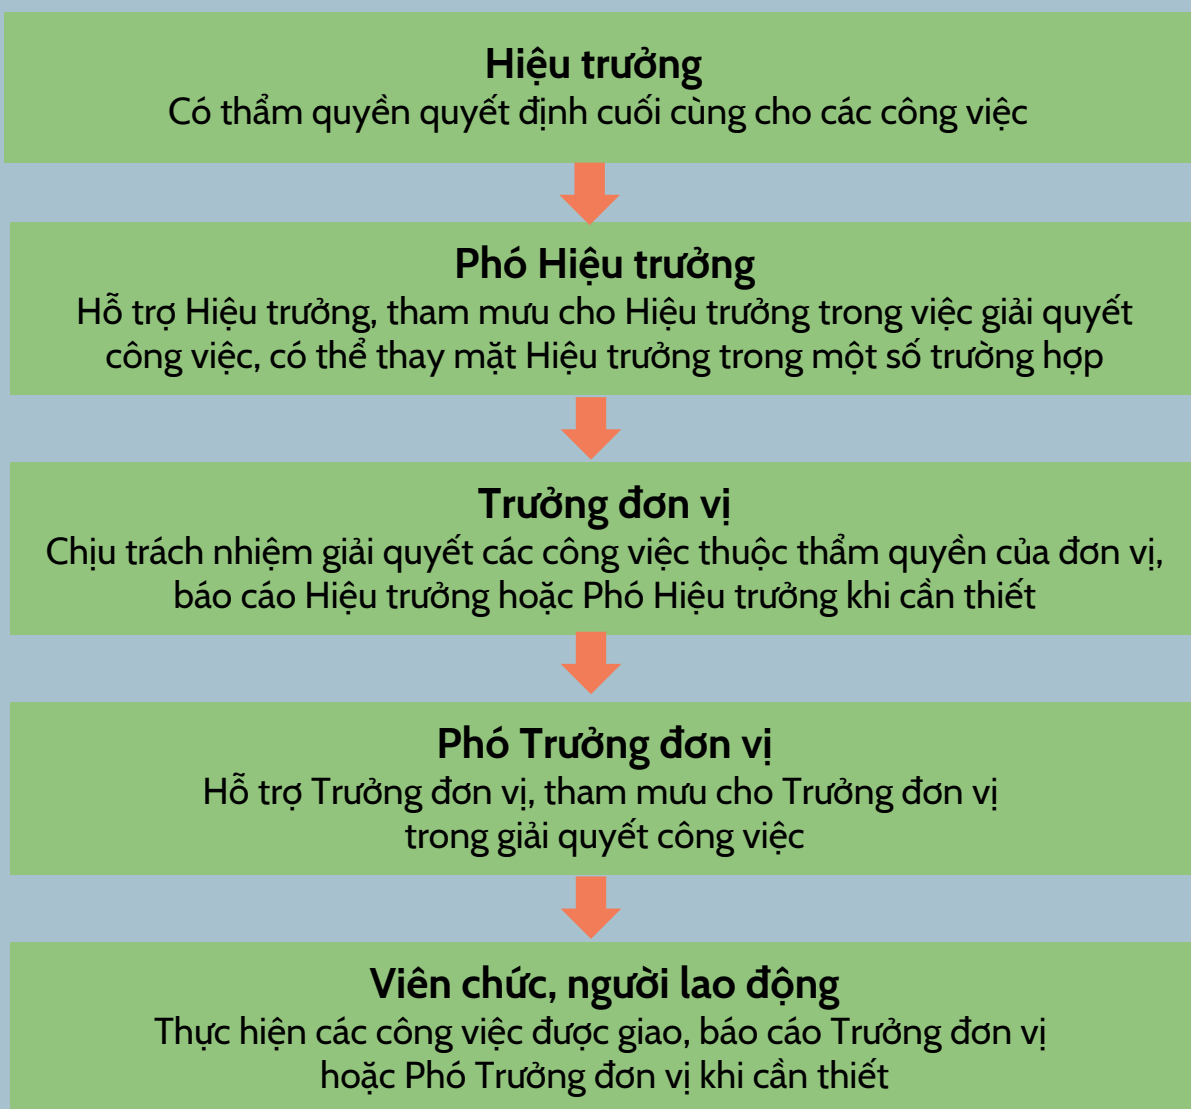 Hiệu trưởng
Có thẩm quyền quyết định cuối cùng cho các công việc
Phó Hiệu trưởng
Hỗ trợ Hiệu trưởng, tham mưu cho Hiệu trưởng trong việc giải quyết
công việc, có thể thay mặt Hiệu trưởng trong một số trường hợp
Trưởng đơn vị
Chịu trách nhiệm giải quyết các công việc thuộc thẩm quyền của đơn vị,
báo cáo Hiệu trưởng hoặc Phó Hiệu trưởng khi cần thiết
Phó Trưởng đơn vị
Hỗ trợ Trưởng đơn vị, tham mưu cho Trưởng đơn vị
trong giải quyết công việc
Viên chức, người lao động
Thực hiện các công việc được giao, báo cáo Trưởng đơn vị
hoặc Phó Trưởng đơn vị khi cần thiết